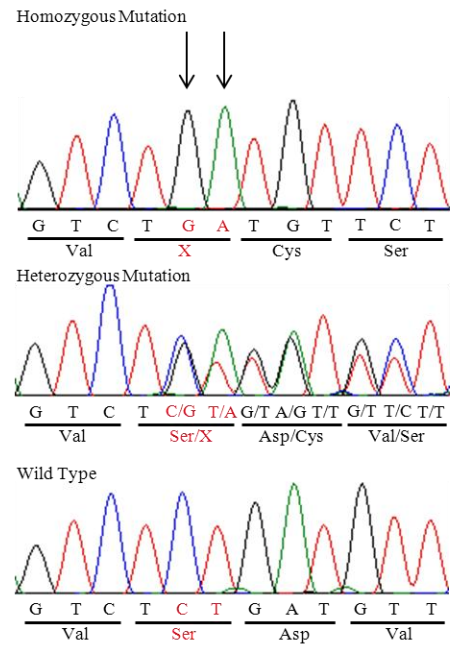 Homozygous Mutation
G T C T G A T G T T C T
Val X Cys Ser
Heterozygous Mutation
G T C T C/G T/A G/T A/G T/T G/T T/C T/T
Val Ser/X Asp/Cys Val/Ser
Wild Type
G T C T C T G A T G T T
Val Ser Asp Val